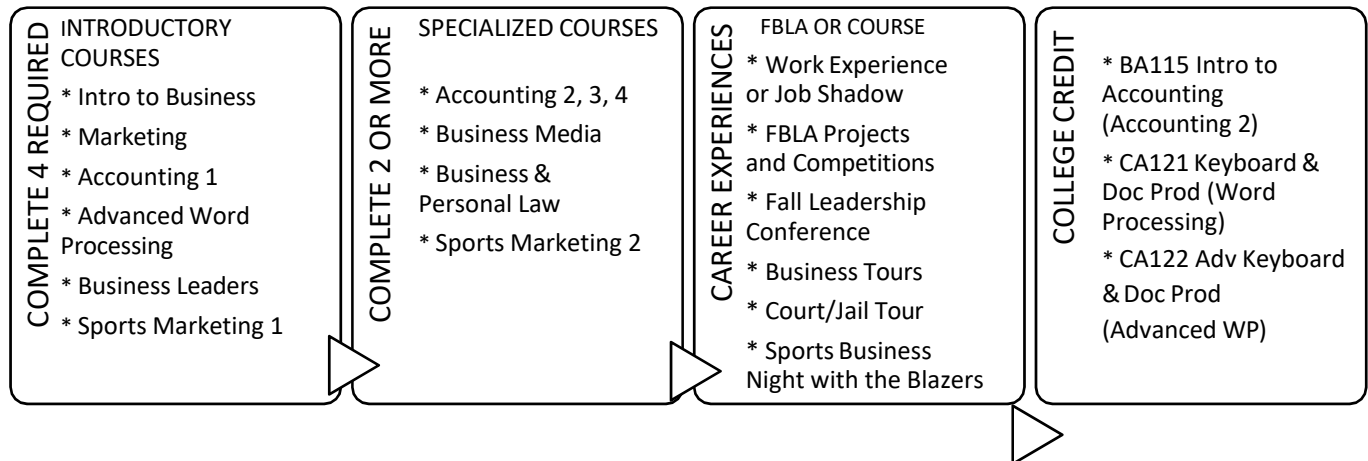 COMPLETE 4 REQUIRED
INTRODUCTORY
COURSES
* Intro to Business
* Marketing
* Accounting 1
* Advanced Word
Processing
* Business Leaders
* Sports Marketing 1
COMPLETE 2 OR MORE
SPECIALIZED COURSES
* Accounting 2, 3, 4
* Business Media
* Business &
Personal Law
* Sports Marketing 2
CAREER EXPERIENCES
FBLA OR COURSE
* Work Experience
or Job Shadow
* FBLA Projects
and Competitions
* Fall Leadership
Conference
* Business Tours
* Court/Jail Tour
* Sports Business
Night with the Blazers
COLLEGE CREDIT
* BA115 Intro to
Accounting
(Accounting 2)
* CA121 Keyboard &
Doc Prod (Word
Processing)
* CA122 Adv Keyboard
& Doc Prod
(Advanced WP)